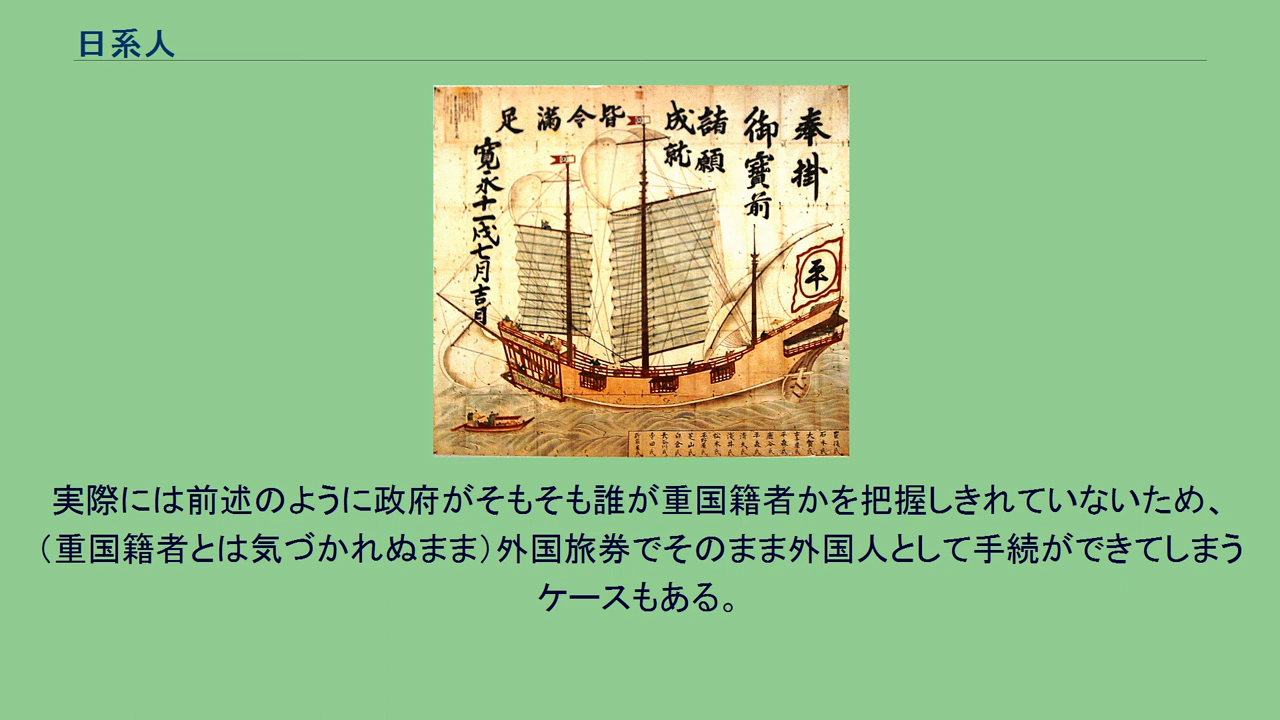 日系人
奉掛
御寳前
諸願
成就
皆令満足
寛永十一戌七月吉日
平
実際には前述のように政府がそもそも誰が重国籍者かを把握しきれていないため、
（重国籍者とは気づかれぬまま）外国旅券でそのまま外国人として手続ができてしまう
ケースもある。